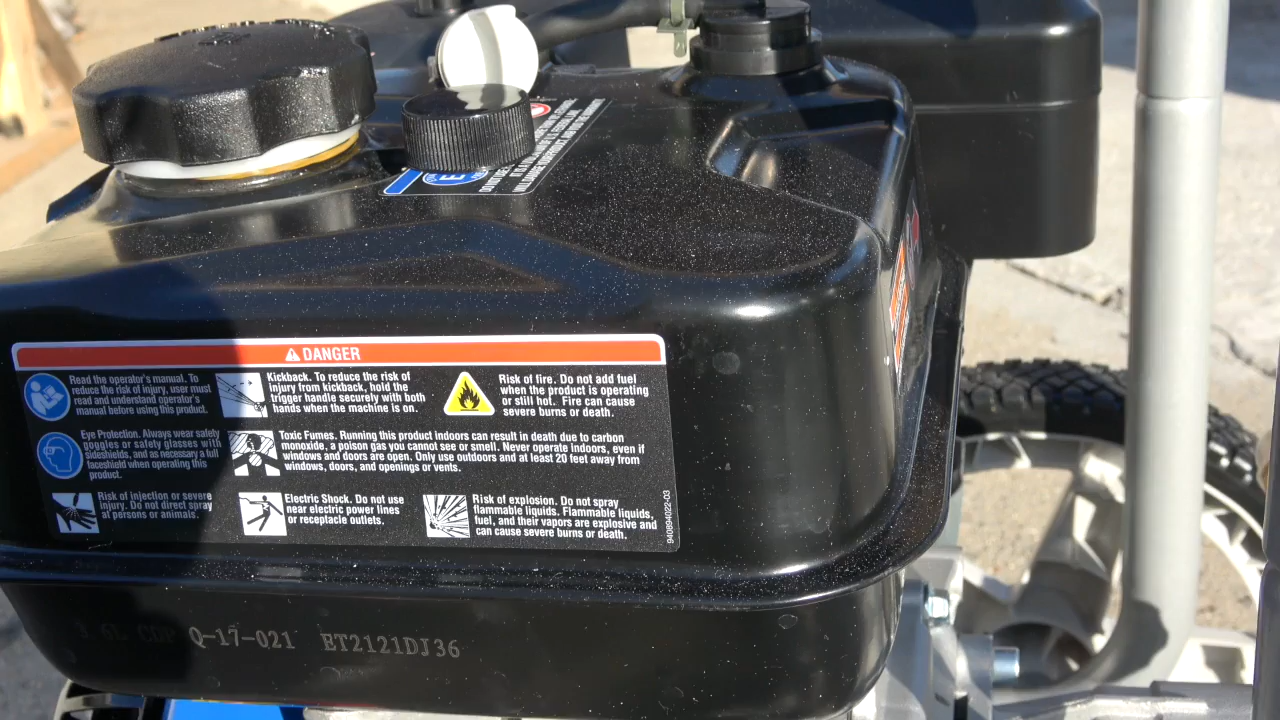 DANGER
Read the operator's manual. To
reduce the risk of injury, user must
read and understand operator's
manual before using this product.
Kickback. To reduce the risk of
injury from kickback, hold the
trigger handle securely with both
hands when the machine is on.
Risk of fire. Do not add fuel
when the product is operating
or still hot. Fire can cause
severe burns or death.
Eye Protection. Always wear safety
goggles or safety glasses with
sideshields, and as necessary a full
faceshield when operating this
product.
Toxic Fumes. Running this product indoors can result in death due to carbon
monoxide, a poison gas you cannot see or smell. Never operate indoors, even if
windows and doors are open. Only use outdoors and at least 20 feet away from
windows, doors, and openings or vents.
Risk of injection or severe
injury. Do not direct spray
at persons or animals.
Electric Shock. Do not use
near electric power lines
or receptacle outlets.
Risk of explosion. Do not spray
flammable liquids. Flammable liquids,
fuel, and their vapors are explosive and
can cause severe burns or death.
940894022-03
Q-17-021 ET2121DJ36